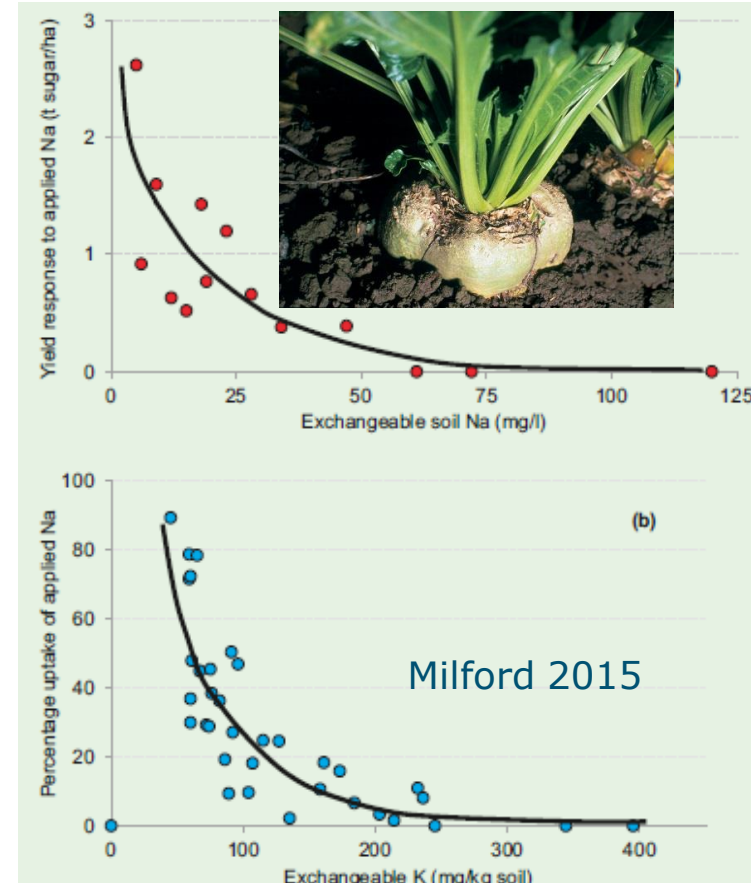 Yield response to applied Na (t sugar/ha)
3
2
1
0
0 25 50 75 100 125
Exchangeable soil Na (mg/l)
)
Percentage uptake of applied Na
100
80
60
40
20
0
(b)
Milford 2015
0 100 200 300 400
Exchangeable K (mg/kg soil)